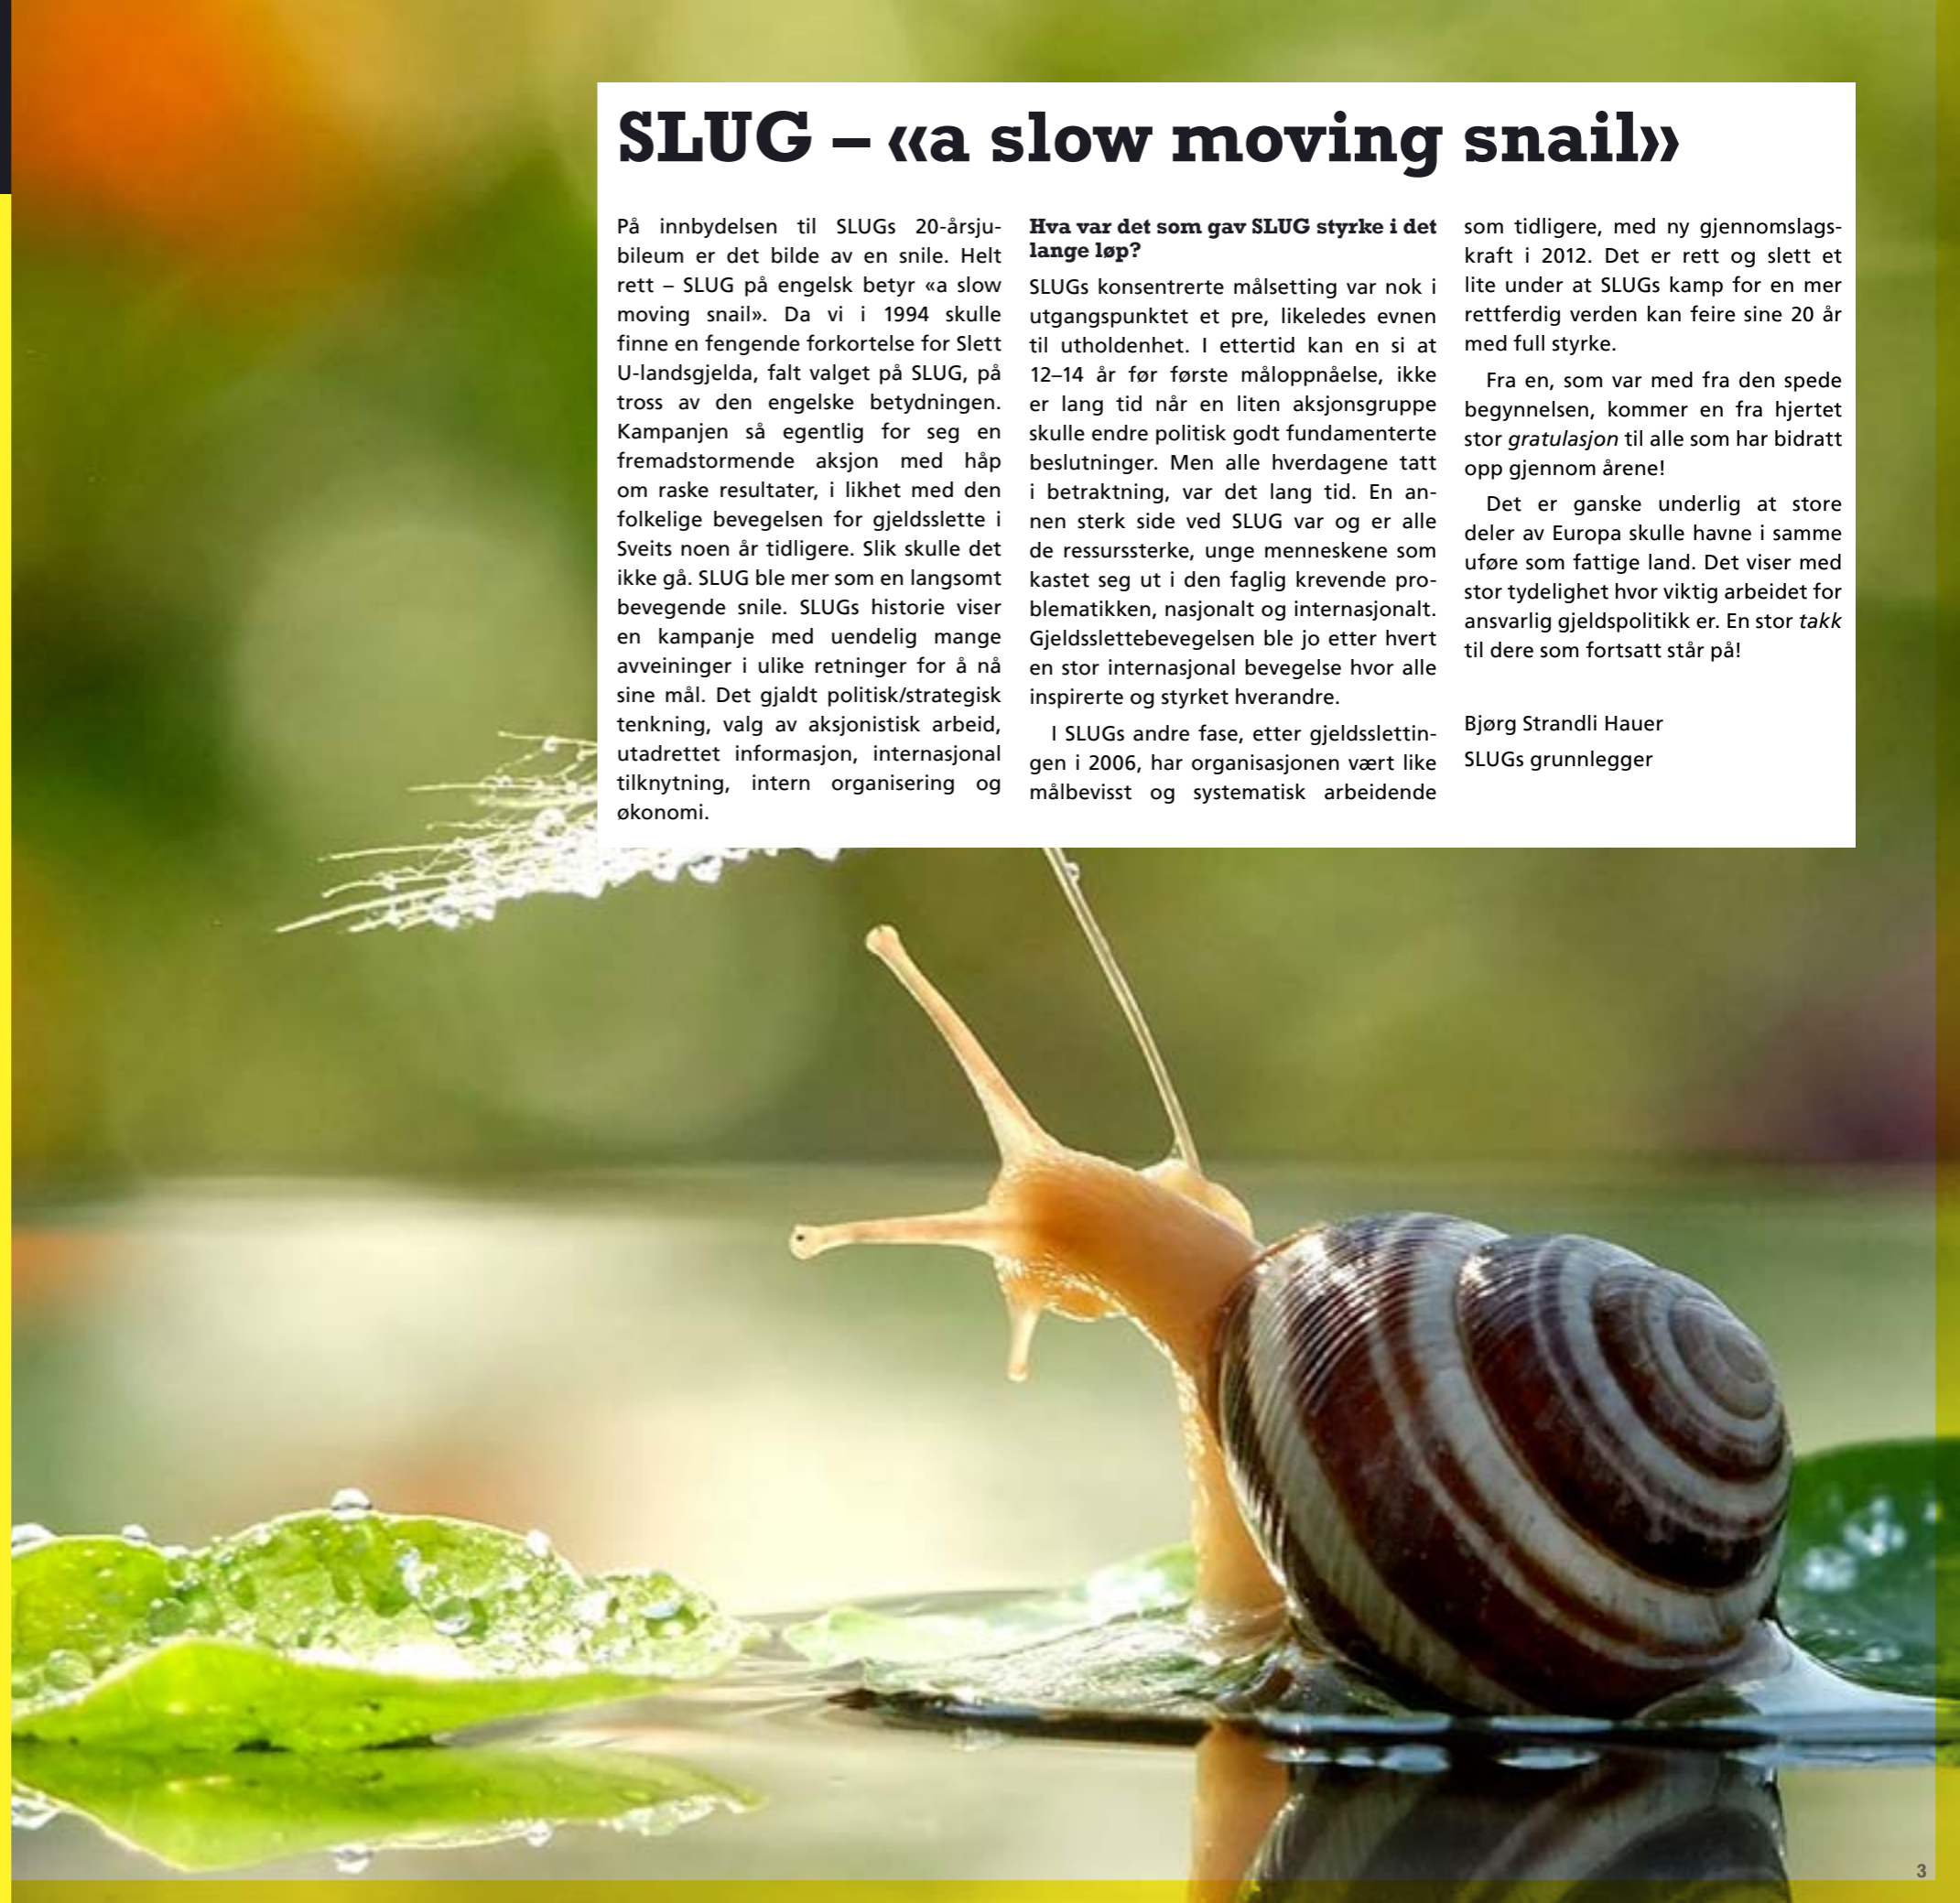 SLUG – «a slow moving snail»
På innbydelsen til SLUGs 20-årsju-
bileum er det bilde av en snile. Helt
rett – SLUG på engelsk betyr «a slow
moving snail». Da vi i 1994 skulle
finne en fengende forkortelse for Slett
U-landsgjelda, falt valget på SLUG, på
tross av den engelske betydningen.
Kampanjen så egentlig for seg en
fremadstormende aksjon med håp
om raske resultater, i likhet med den
folkelige bevegelsen for gjeldsslette i
Sveits noen år tidligere. Slik skulle det
ikke gå. SLUG ble mer som en langsomt
bevegende snile. SLUGs historie viser
en kampanje med uendelig mange
avveininger i ulike retninger for å nå
sine mål. Det gjaldt politisk/strategisk
tenkning, valg av aksjonistisk arbeid,
utadrettet informasjon, internasjonal
tilknytning, intern organisering og
økonomi.
Hva var det som gav SLUG styrke i det
lange løp?
SLUGs konsentrerte målsetting var nok i
utgangspunktet et pre, likeledes evnen
til utholdenhet. I ettertid kan en si at
12–14 år før første måloppnåelse, ikke
er lang tid når en liten aksjonsgruppe
skulle endre politisk godt fundamenterte
beslutninger. Men alle hverdagene tatt
i betraktning, var det lang tid. En an-
nen sterk side ved SLUG var og er alle
de ressurssterke, unge menneskene som
kastet seg ut i den faglig krevende pro-
blematikken, nasjonalt og internasjonalt.
Gjeldsslettebevegelsen ble jo etter hvert
en stor internasjonal bevegelse hvor alle
inspirerte og styrket hverandre.
I SLUGs andre fase, etter gjeldsslettin-
gen i 2006, har organisasjonen vært like
målbevisst og systematisk arbeidende
som tidligere, med ny gjennomslags-
kraft i 2012. Det er rett og slett et
lite under at SLUGs kamp for en mer
rettferdig verden kan feire sine 20 år
med full styrke.
Fra en, som var med fra den spede
begynnelsen, kommer en fra hjertet
stor gratulasjon til alle som har bidratt
opp gjennom årene!
Det er ganske underlig at store
deler av Europa skulle havne i samme
uføre som fattige land. Det viser med
stor tydelighet hvor viktig arbeidet for
ansvarlig gjeldspolitikk er. En stor takk
til dere som fortsatt står på!
Bjørg Strandli Hauer
SLUGs grunnlegger
3